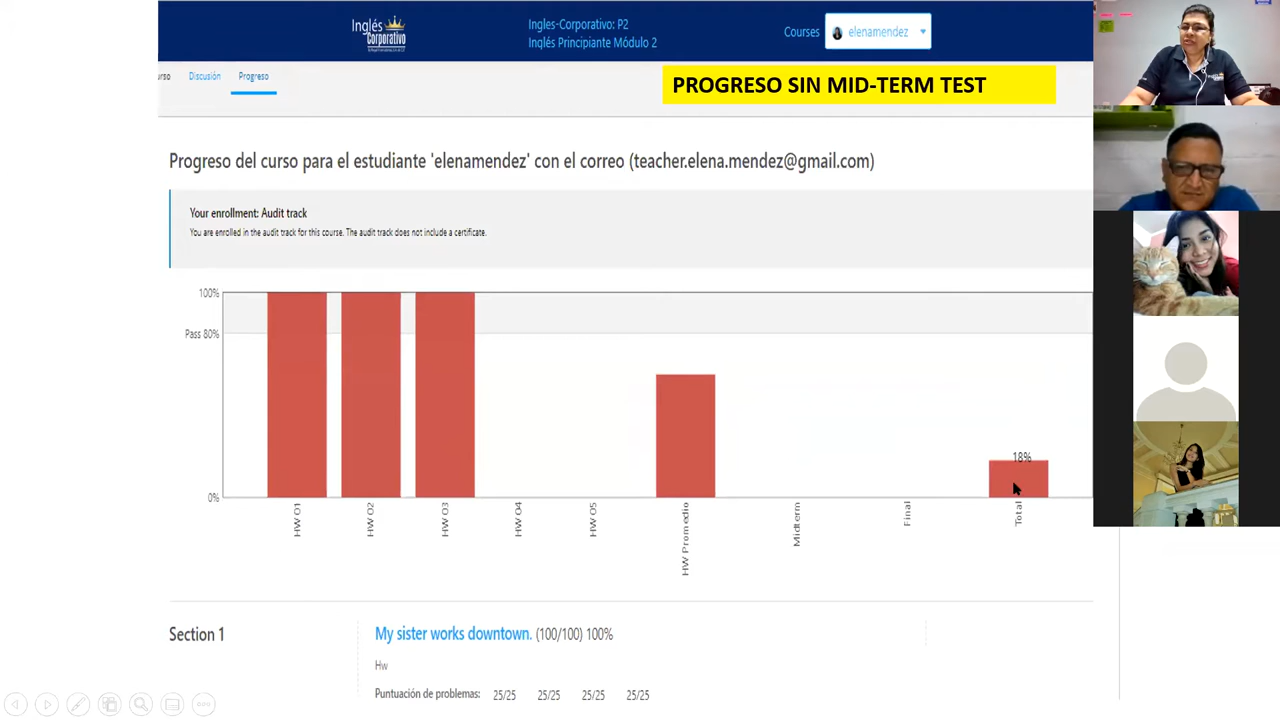 Inglés
Corporativo
Ingles-Corporativo: P2
Inglés Principiante Módulo 2
Courses
elenamendez
urso
Discusión
Progreso
PROGRESO SIN MID-TERM TEST
Progreso del curso para el estudiante 'elenamendez' con el correo (teacher.elena.mendez@gmail.com)
Your enrollment: Audit track
You are enrolled in the audit track for this course. The audit track does not include a certificate.
100%
Pass 80%
18%
0%
HW 01
HW 02
HW 03
HW 04
HW 05
HW Promedio
Midterm
Final
Total
Section 1
My sister works downtown. (100/100) 100%
Hw
Puntuación de problemas: 25/25 25/25 25/25 25/25